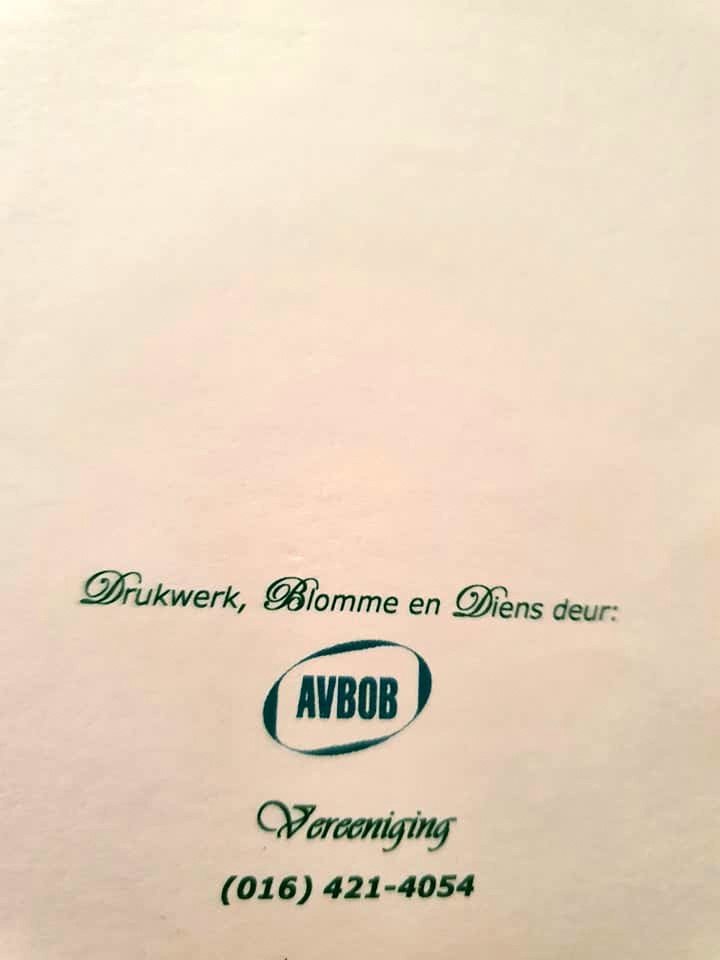 Drukwerk, Blomme en Diens deur:
AVBOB
Vereeniging
(016) 421-4054